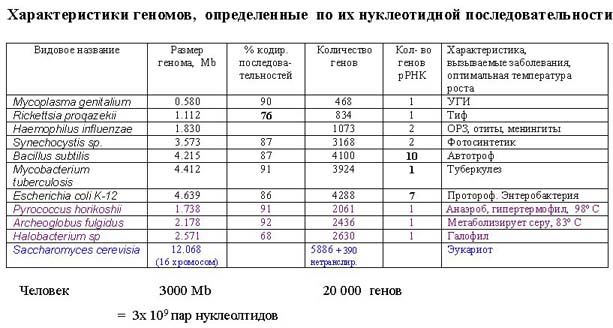 Характеристики геномов, определенные по их нуклеотидной последовательности
Видовое название Размер генома, Mb % кодир. последова-тельностей Количество генов Кол- во генов рРНК Характеристика, вызываемые заболевания, оптимальная температура роста
Mycoplasma genitalium 0.580 90 468 1 УГИ
Rickettsia proqazekii 1.112 76 834 1 Тиф
Haemophilus influenzae 1.830 1073 2 ОРЗ, отиты, менингиты
Synechocystis sp. 3.573 87 3168 2 Фотосинтетик
Bacillus subtilis 4.215 87 4100 10 Автотроф
Mycobacterium tuberculosis 4.412 91 3924 1 Туберкулез
Escherichia coli K-12 4.639 86 4288 7 Прототроф. Энтеробактерия
Pyrococcus horikoshii 1.738 91 2061 1 Анаэроб, гипертермофил, 98º С
Archeoglobus fulgidus 2.178 92 2436 1 Метаболизирует серу, 83º С
Halobacterium sp 2.571 68 2630 1 Галофил
Saccharomyces cerevisia 12.068 (16 хромосом) 5886 + 390 нетранслир. Эукариот
Человек 3000 Mb 20 000 генов
= 3х 10⁹ пар нуклеолтидов